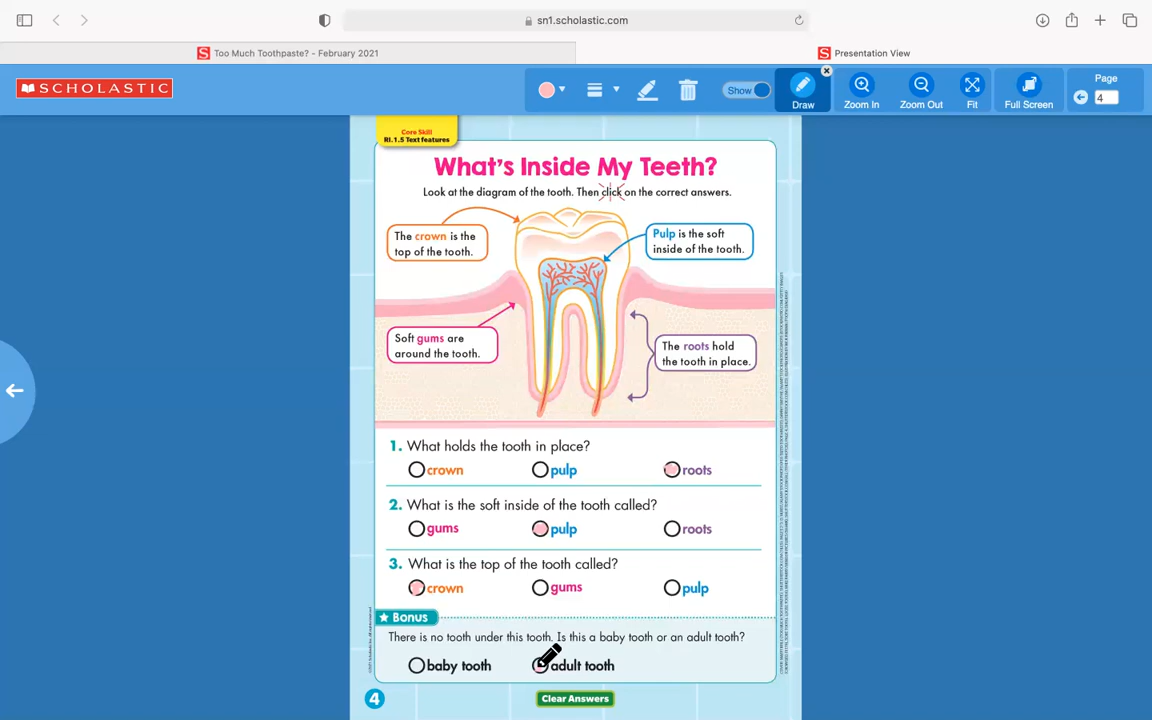 sn1.scholastic.com
Too Much Toothpaste? - February 2021
Presentation View
SCHOLASTIC
Show
Draw
Zoom In
Zoom Out
Fit
Full Screen
Page
4
Core Skill
RI.1.5 Text features
What's Inside My Teeth?
Look at the diagram of the tooth. Then click on the correct answers.
The crown is the
top of the tooth.
Pulp is the soft
inside of the tooth.
Soft gums are
around the tooth.
The roots hold
the tooth in place.
1. What holds the tooth in place?
crown pulp roots
2. What is the soft inside of the tooth called?
gums pulp roots
3. What is the top of the tooth called?
crown gums pulp
Bonus
There is no tooth under this tooth. Is this a baby tooth or an adult tooth?
baby tooth adult tooth
4
Clear Answers